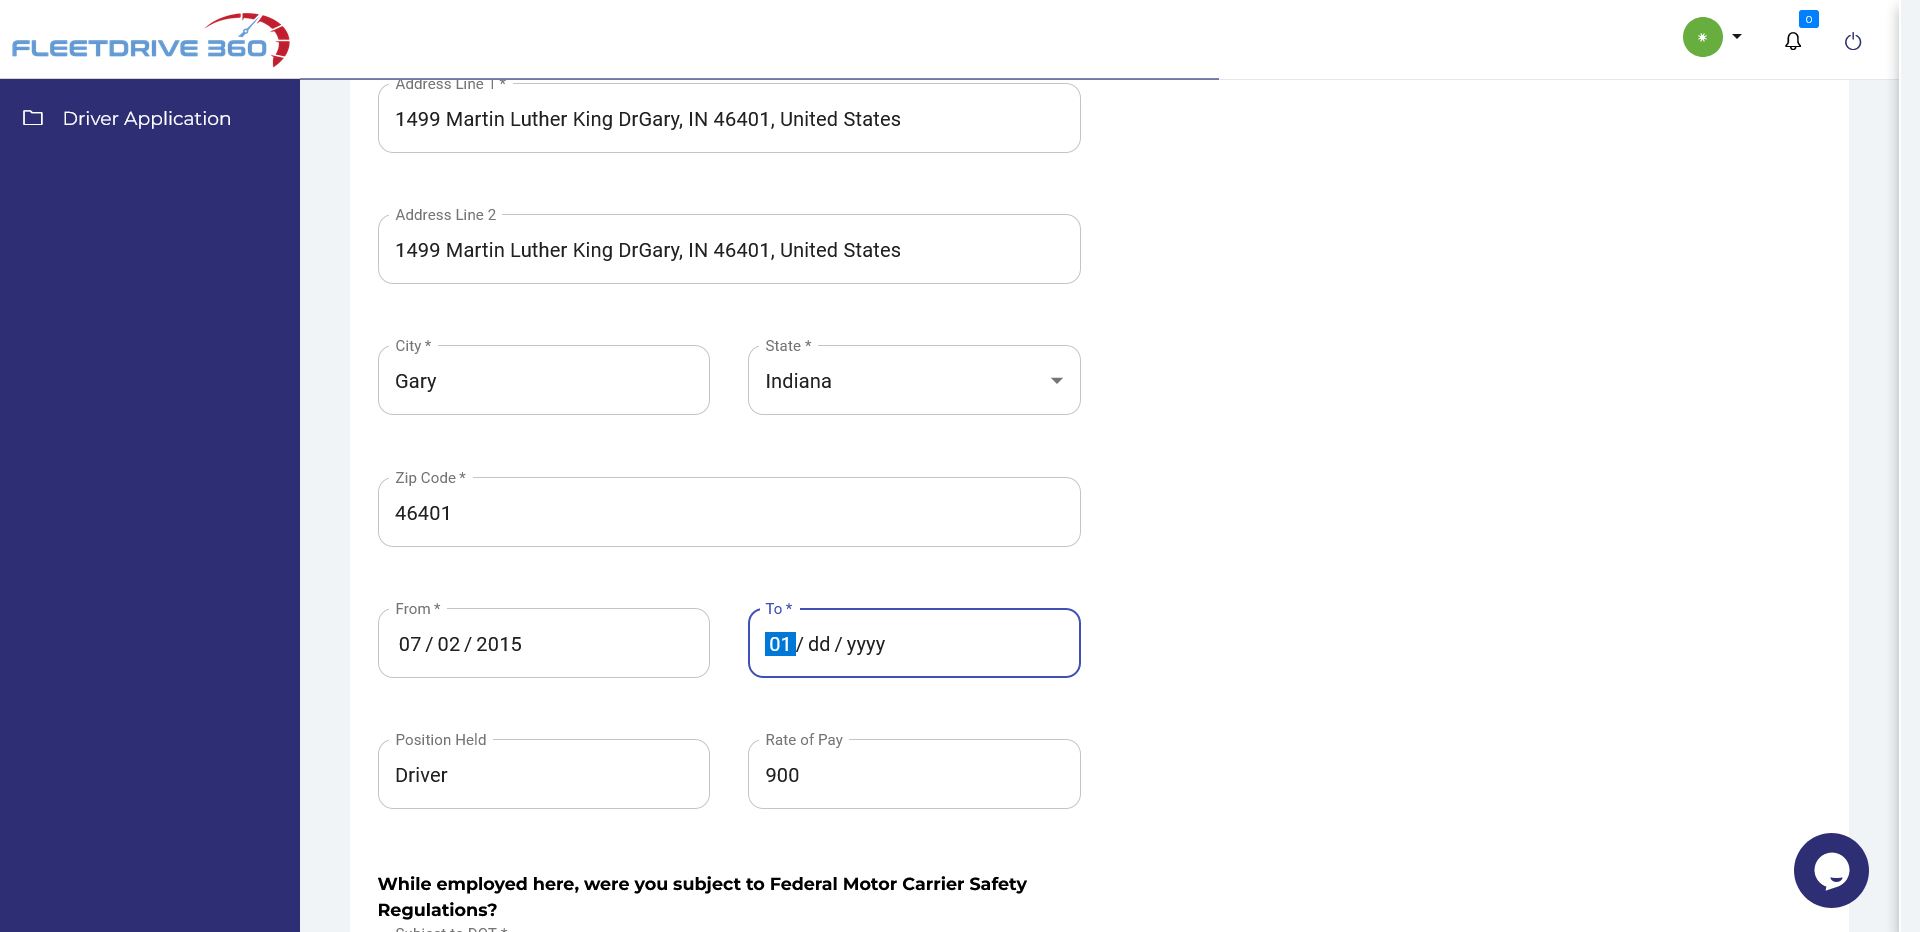 FLEETDRIVE 360
0
Driver Application
Address Line 1 *
1499 Martin Luther King DrGary, IN 46401, United States
Address Line 2
1499 Martin Luther King DrGary, IN 46401, United States
City *
Gary
State *
Indiana
Zip Code *
46401
From *
07 / 02 / 2015
To *
01 / dd / yyyy
Position Held
Driver
Rate of Pay
900
While employed here, were you subject to Federal Motor Carrier Safety
Regulations?
Subject to DOT *